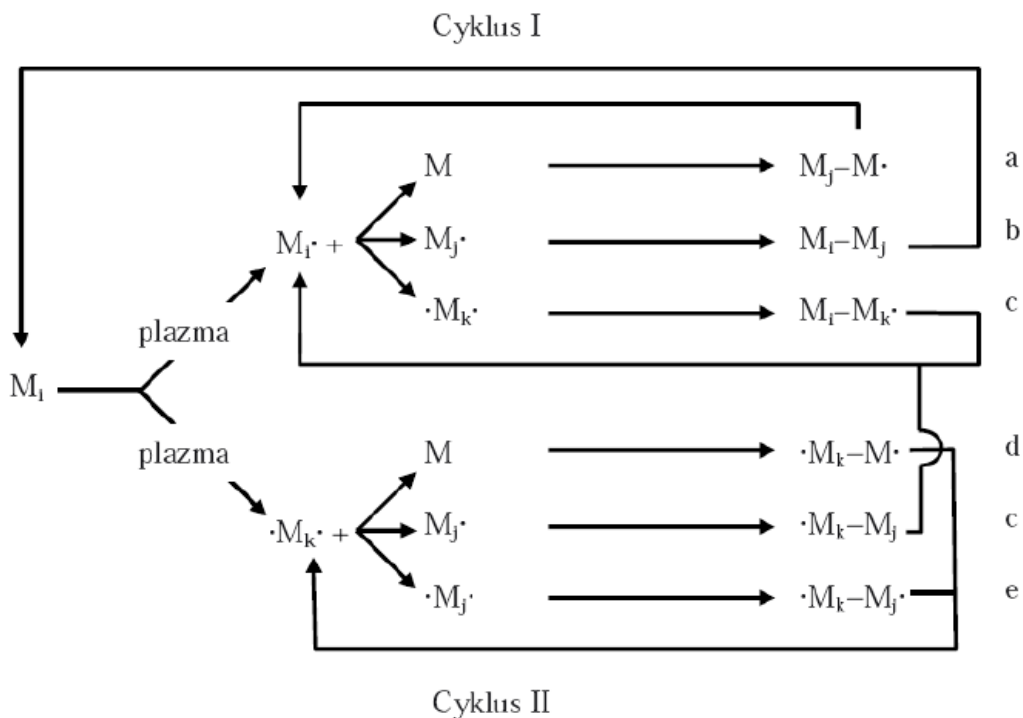 Cyklus I
M Mⱼ–M· a
Mᵢ· + Mⱼ· Mᵢ–Mⱼ b
·Mₖ· Mᵢ–Mₖ· c
plazma
Mᵢ
plazma
M ·Mₖ–M· d
·Mₖ· + Mⱼ· ·Mₖ–Mⱼ c
·Mⱼ· ·Mₖ–Mⱼ· e
Cyklus II